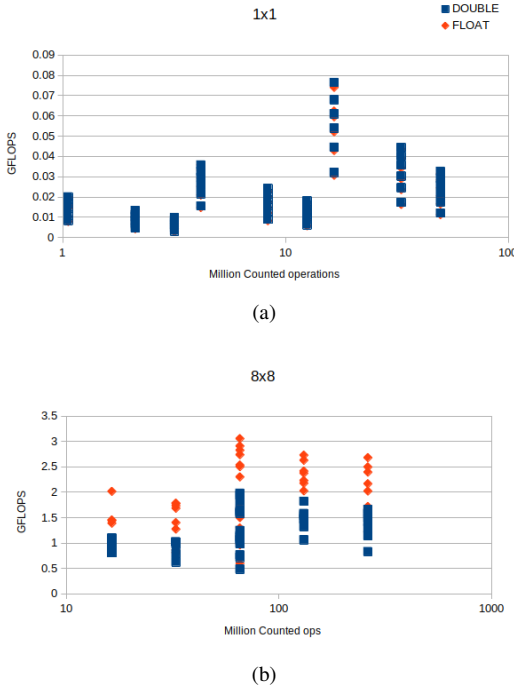 1x1
DOUBLE
FLOAT
0.09
0.08
0.07
0.06
0.05
0.04
0.03
0.02
0.01
0
GFLOPS
1
10
100
Million Counted operations
(a)
8x8
3.5
3
2.5
2
1.5
1
0.5
0
GFLOPS
10
100
1000
Million Counted ops
(b)